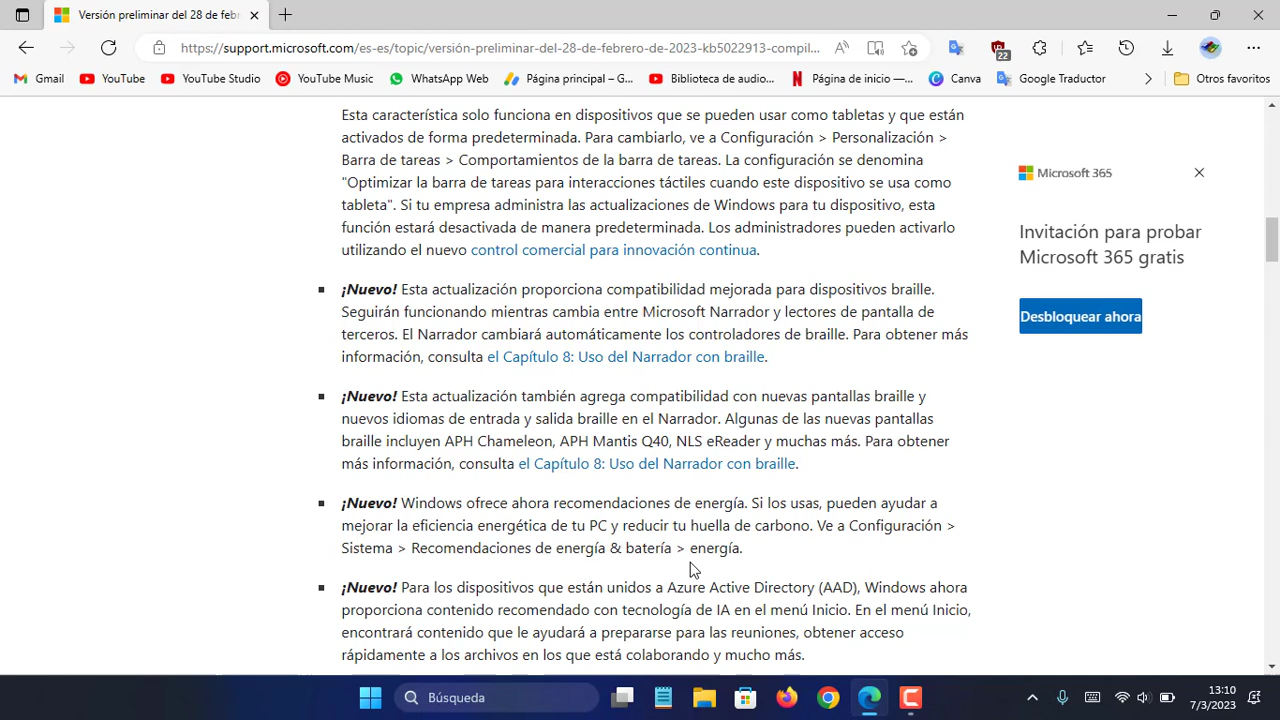 Versión preliminar del 28 de feb
https://support.microsoft.com/es-es/topic/versión-preliminar-del-28-de-febrero-de-2023-kb5022913-compil...
22
Gmail
YouTube
YouTube Studio
YouTube Music
WhatsApp Web
Página principal – G...
Biblioteca de audio...
Página de inicio —...
Canva
Google Traductor
Otros favoritos
Esta característica solo funciona en dispositivos que se pueden usar como tabletas y que están
activados de forma predeterminada. Para cambiarlo, ve a Configuración > Personalización >
Barra de tareas > Comportamientos de la barra de tareas. La configuración se denomina
"Optimizar la barra de tareas para interacciones táctiles cuando este dispositivo se usa como
tableta". Si tu empresa administra las actualizaciones de Windows para tu dispositivo, esta
función estará desactivada de manera predeterminada. Los administradores pueden activarlo
utilizando el nuevo control comercial para innovación continua.
¡Nuevo! Esta actualización proporciona compatibilidad mejorada para dispositivos braille.
Seguirán funcionando mientras cambia entre Microsoft Narrador y lectores de pantalla de
terceros. El Narrador cambiará automáticamente los controladores de braille. Para obtener más
información, consulta el Capítulo 8: Uso del Narrador con braille.
¡Nuevo! Esta actualización también agrega compatibilidad con nuevas pantallas braille y
nuevos idiomas de entrada y salida braille en el Narrador. Algunas de las nuevas pantallas
braille incluyen APH Chameleon, APH Mantis Q40, NLS eReader y muchas más. Para obtener
más información, consulta el Capítulo 8: Uso del Narrador con braille.
¡Nuevo! Windows ofrece ahora recomendaciones de energía. Si los usas, pueden ayudar a
mejorar la eficiencia energética de tu PC y reducir tu huella de carbono. Ve a Configuración >
Sistema > Recomendaciones de energía & batería > energía.
¡Nuevo! Para los dispositivos que están unidos a Azure Active Directory (AAD), Windows ahora
proporciona contenido recomendado con tecnología de IA en el menú Inicio. En el menú Inicio,
encontrará contenido que le ayudará a prepararse para las reuniones, obtener acceso
rápidamente a los archivos en los que está colaborando y mucho más.
Microsoft 365
Invitación para probar
Microsoft 365 gratis
Desbloquear ahora
Búsqueda
13:10
7/3/2023